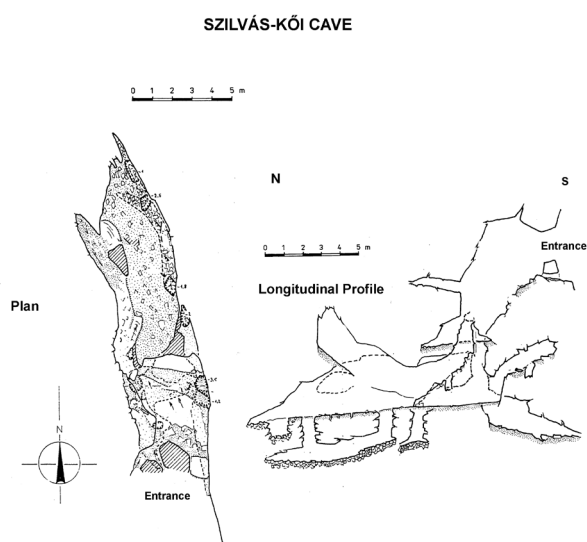 SZILVÁS-KŐI CAVE
0 1 2 3 4 5 m
N
S
Entrance
0 1 2 3 4 5 m
Longitudinal Profile
Plan
N
Entrance